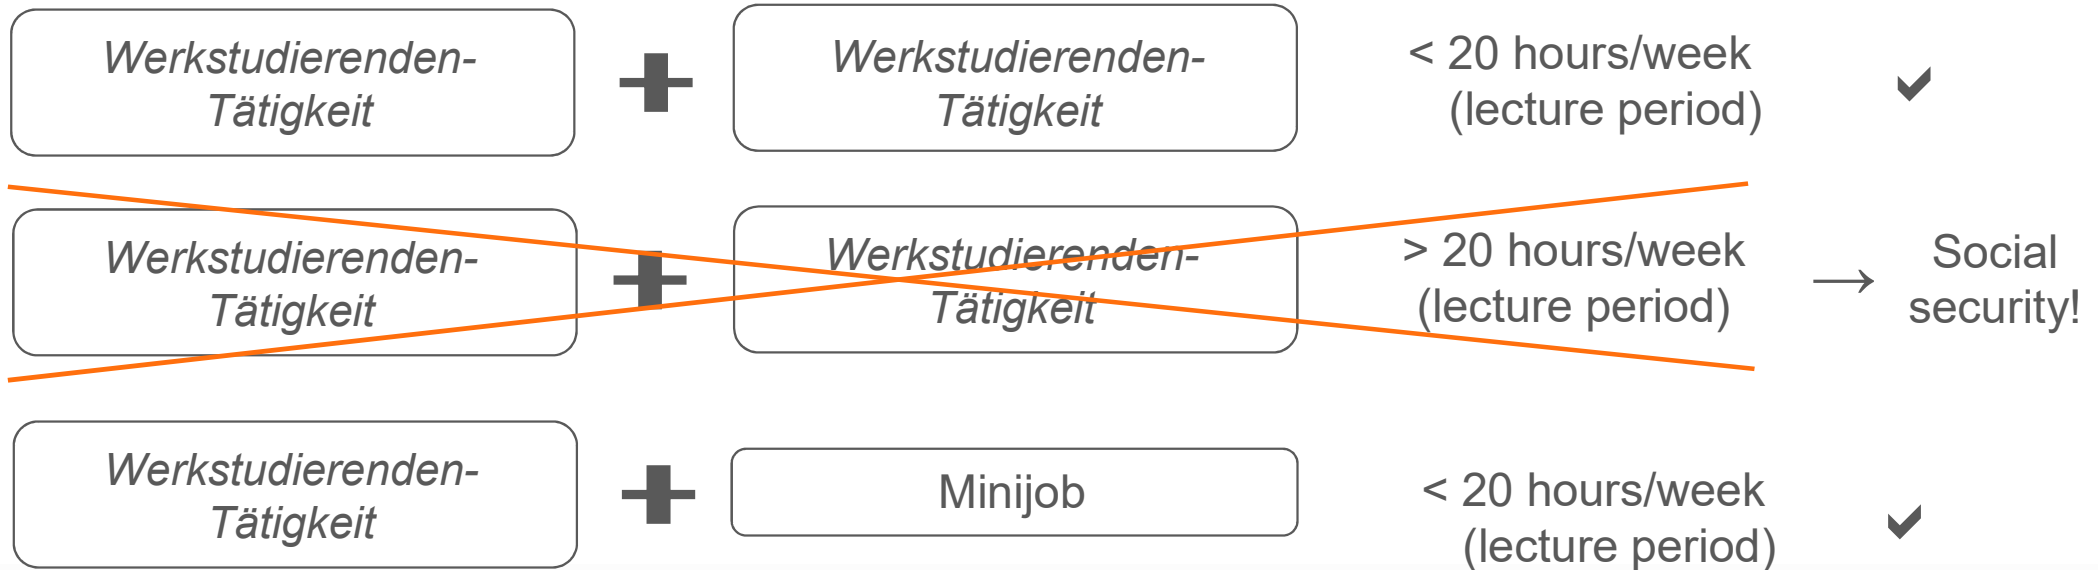 Werkstudierenden-
Tätigkeit
Werkstudierenden-
Tätigkeit
< 20 hours/week
(lecture period)
Werkstudierenden-
Tätigkeit
Werkstudierenden-
Tätigkeit
> 20 hours/week
(lecture period)
→
Social
security!
Werkstudierenden-
Tätigkeit
Minijob
< 20 hours/week
(lecture period)